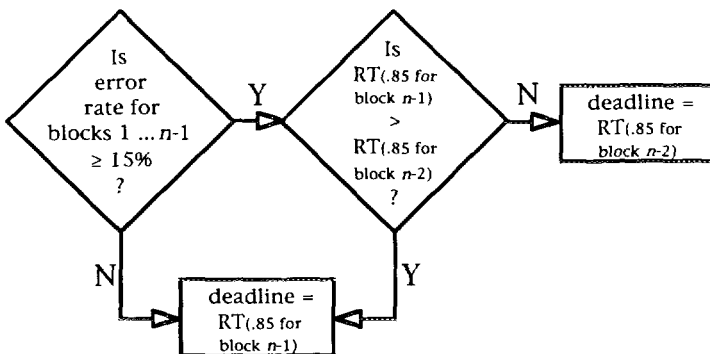 Is
error
rate for
blocks 1 ... n-1
≥ 15%
?
Y
Is
RT(.85 for
block n-1)
>
RT(.85 for
block n-2)
?
N
deadline =
RT(.85 for
block n-2)
N
Y
deadline =
RT(.85 for
block n-1)